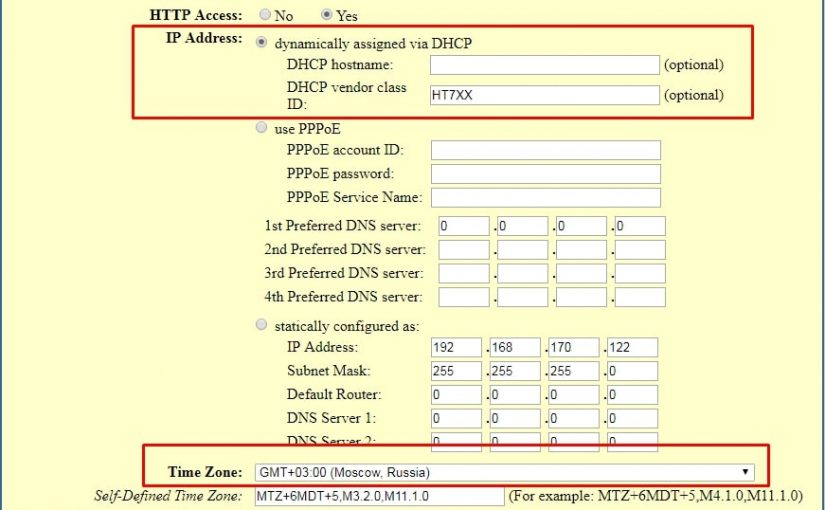 HTTP Access: No Yes
IP Address: dynamically assigned via DHCP
DHCP hostname: (optional)
DHCP vendor class ID: HT7XX (optional)
use PPPoE
PPPoE account ID:
PPPoE password:
PPPoE Service Name:
1st Preferred DNS server: 0 .0 .0 .0
2nd Preferred DNS server: . . .
3rd Preferred DNS server: . . .
4th Preferred DNS server: . . .
statically configured as:
IP Address: 192 .168 .170 .122
Subnet Mask: 255 .255 .255 .0
Default Router: 0 .0 .0 .0
DNS Server 1: 0 .0 .0 .0
DNS Server 2: 0 .0 .0 .0
Time Zone: GMT+03:00 (Moscow, Russia)
Self-Defined Time Zone: MTZ+6MDT+5,M3.2.0,M11.1.0 (For example: MTZ+6MDT+5,M4.1.0,M11.1.0)